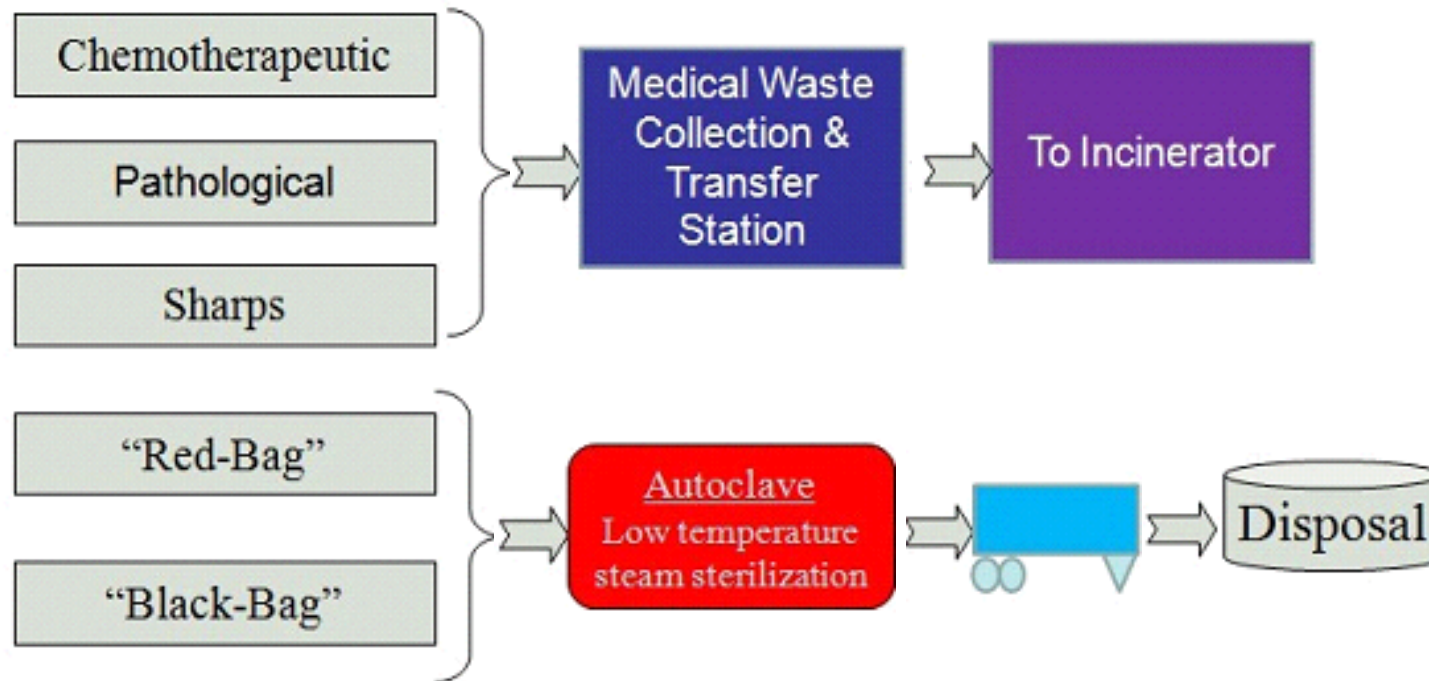 Chemotherapeutic
Pathological
Sharps
Medical Waste
Collection &
Transfer
Station
To Incinerator
“Red-Bag”
“Black-Bag”
Autoclave
Low temperature
steam sterilization
Disposal